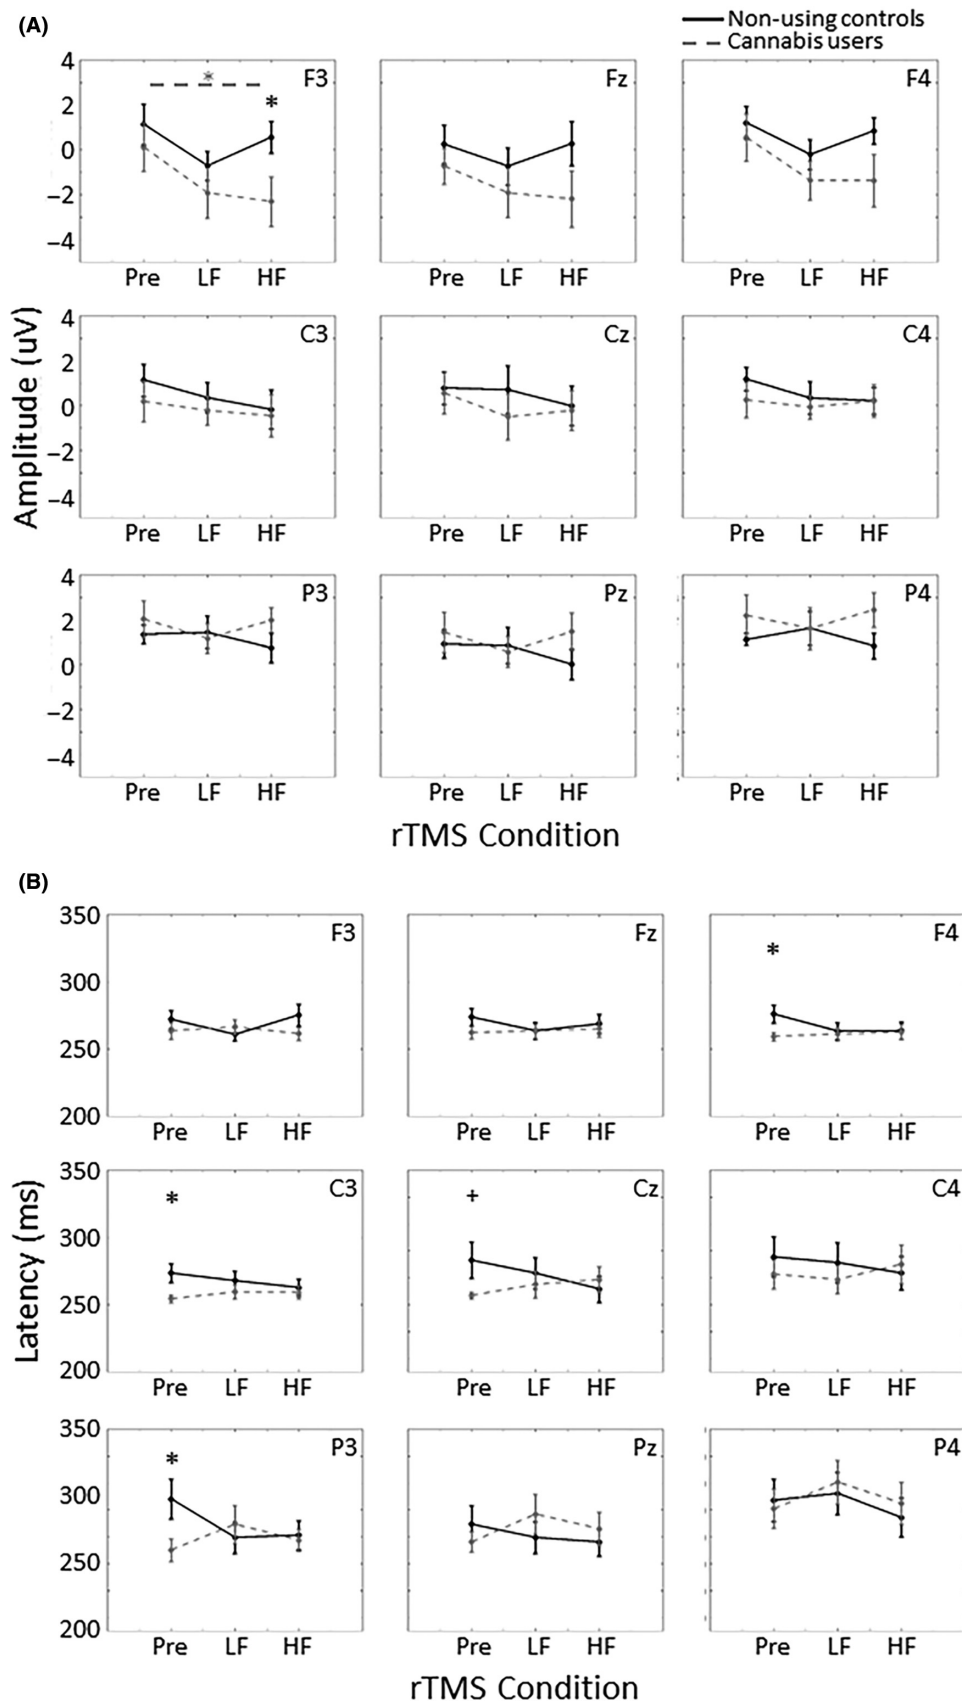 (A)
Non-using controls
Cannabis users
4
2
0
−2
−4
*
*
F3
Fz
F4
Pre LF HF
Pre LF HF
Pre LF HF
Amplitude (uV)
4
2
0
−2
−4
C3
Cz
C4
Pre LF HF
Pre LF HF
Pre LF HF
4
2
0
−2
−4
P3
Pz
P4
Pre LF HF
Pre LF HF
Pre LF HF
rTMS Condition
(B)
350
300
250
200
F3
Fz
*
F4
Pre LF HF
Pre LF HF
Pre LF HF
Latency (ms)
350
300
250
200
*
C3
+
Cz
C4
Pre LF HF
Pre LF HF
Pre LF HF
350
300
250
200
*
P3
Pz
P4
Pre LF HF
Pre LF HF
Pre LF HF
rTMS Condition